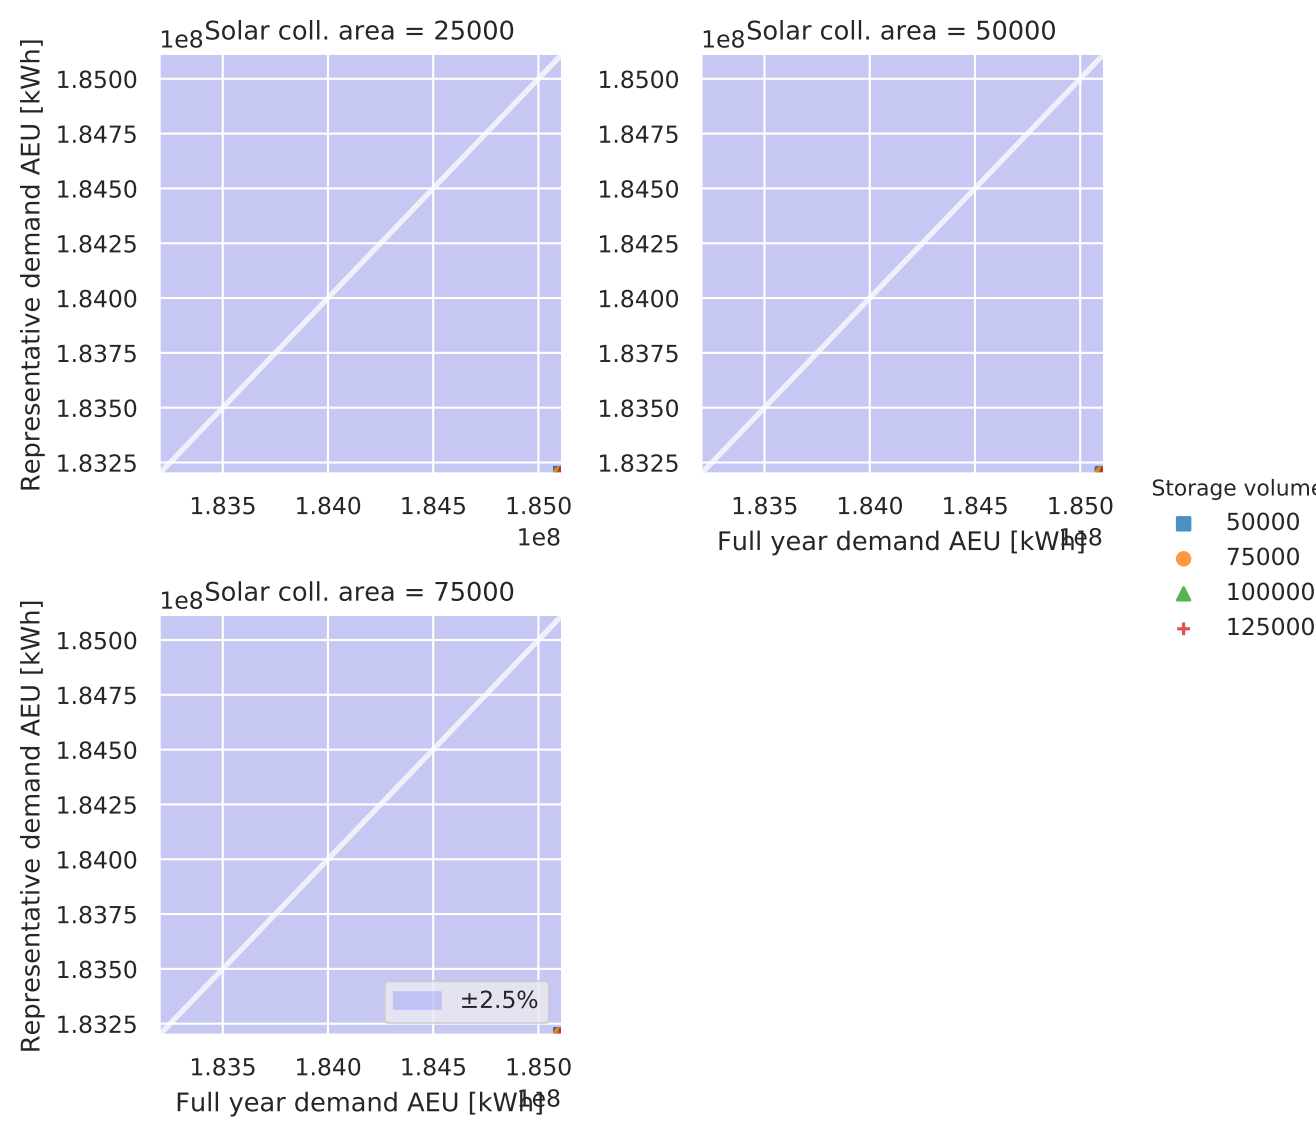 1e8 Solar coll. area = 25000
1e8 Solar coll. area = 50000
Representative demand AEU [kWh]
1.8500
1.8475
1.8450
1.8425
1.8400
1.8375
1.8350
1.8325
1.835 1.840 1.845 1.850
1e8
1.8500
1.8475
1.8450
1.8425
1.8400
1.8375
1.8350
1.8325
1.835 1.840 1.845 1.850
1e8
Full year demand AEU [kWh]
Storage volume
50000
75000
100000
125000
1e8 Solar coll. area = 75000
Representative demand AEU [kWh]
1.8500
1.8475
1.8450
1.8425
1.8400
1.8375
1.8350
1.8325
±2.5%
1.835 1.840 1.845 1.850
1e8
Full year demand AEU [kWh]